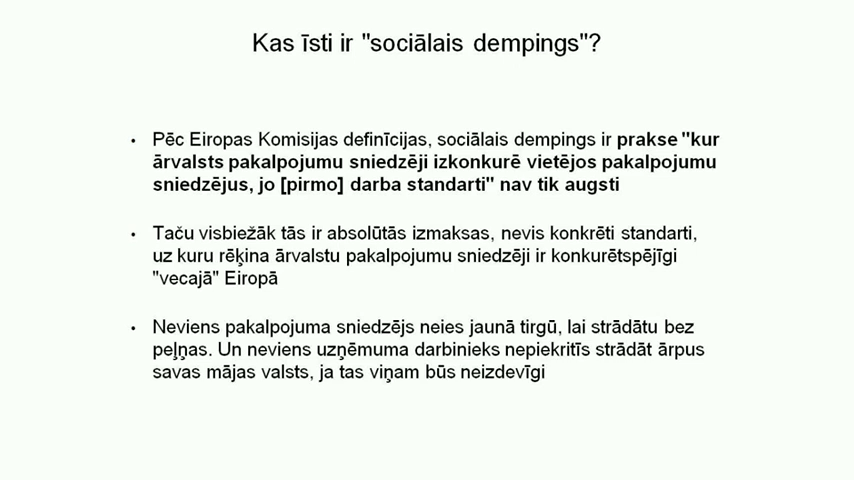 Kas īsti ir "sociālais dempings"?
• Pēc Eiropas Komisijas definīcijas, sociālais dempings ir prakse "kur
ārvalsts pakalpojumu sniedzēji izkonkurē vietējos pakalpojumu
sniedzējus, jo [pirmo] darba standarti" nav tik augsti
• Taču visbiežāk tās ir absolūtās izmaksas, nevis konkrēti standarti,
uz kuru rēķina ārvalstu pakalpojumu sniedzēji ir konkurētspējīgi
"vecajā" Eiropā
• Neviens pakalpojuma sniedzējs neies jaunā tirgū, lai strādātu bez
peļņas. Un neviens uzņēmuma darbinieks nepiekritīs strādāt ārpus
savas mājas valsts, ja tas viņam būs neizdevīgi